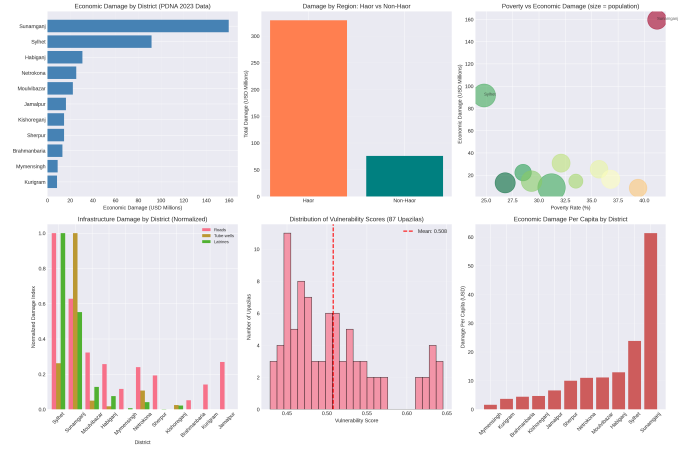 Economic Damage by District (PDNA 2023 Data)
Sunamganj
Sylhet
Habiganj
Netrokona
Moulvibazar
Jamalpur
Kishoreganj
Sherpur
Brahmanbaria
Mymensingh
Kurigram
0 20 40 60 80 100 120 140 160
Economic Damage (USD Millions)
Damage by Region: Haor vs Non-Haor
Total Damage (USD Millions)
300
250
200
150
100
50
0
Haor Non-Haor
Poverty vs Economic Damage (size = population)
Economic Damage (USD Millions)
160
140
120
100
80
60
40
20
Sunamganj
Sylhet
25.0 27.5 30.0 32.5 35.0 37.5 40.0
Poverty Rate (%)
Infrastructure Damage by District (Normalized)
Normalized Damage Index
1.0
0.8
0.6
0.4
0.2
0.0
Roads
Tube wells
Latrines
Sylhet Sunamganj Moulvibazar Habiganj Mymensingh Netrokona Sherpur Kishoreganj Brahmanbaria Kurigram Jamalpur
District
Distribution of Vulnerability Scores (87 Upazilas)
Number of Upazilas
10
8
6
4
2
0
Mean: 0.508
0.45 0.50 0.55 0.60 0.65
Vulnerability Score
Economic Damage Per Capita by District
Damage Per Capita (USD)
60
50
40
30
20
10
0
Mymensingh Kurigram Brahmanbaria Kishoreganj Jamalpur Sherpur Netrokona Habiganj Moulvibazar Sylhet Sunamganj